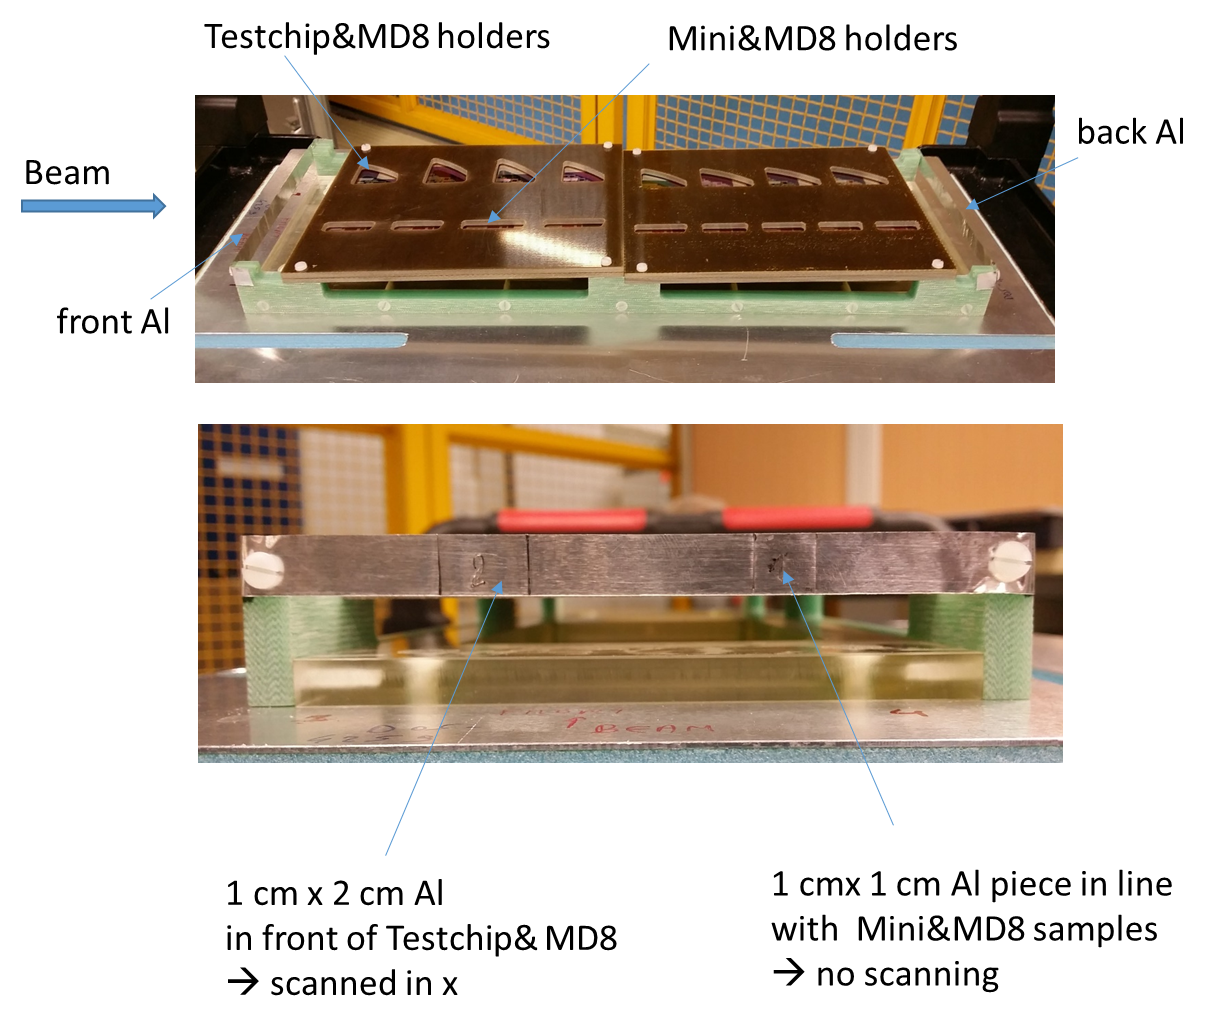 Testchip&MD8 holders
Mini&MD8 holders
back Al
Beam
front Al
2
BEAM
1 cm x 2 cm Al
in front of Testchip& MD8
→ scanned in x
1 cmx 1 cm Al piece in line
with Mini&MD8 samples
→ no scanning